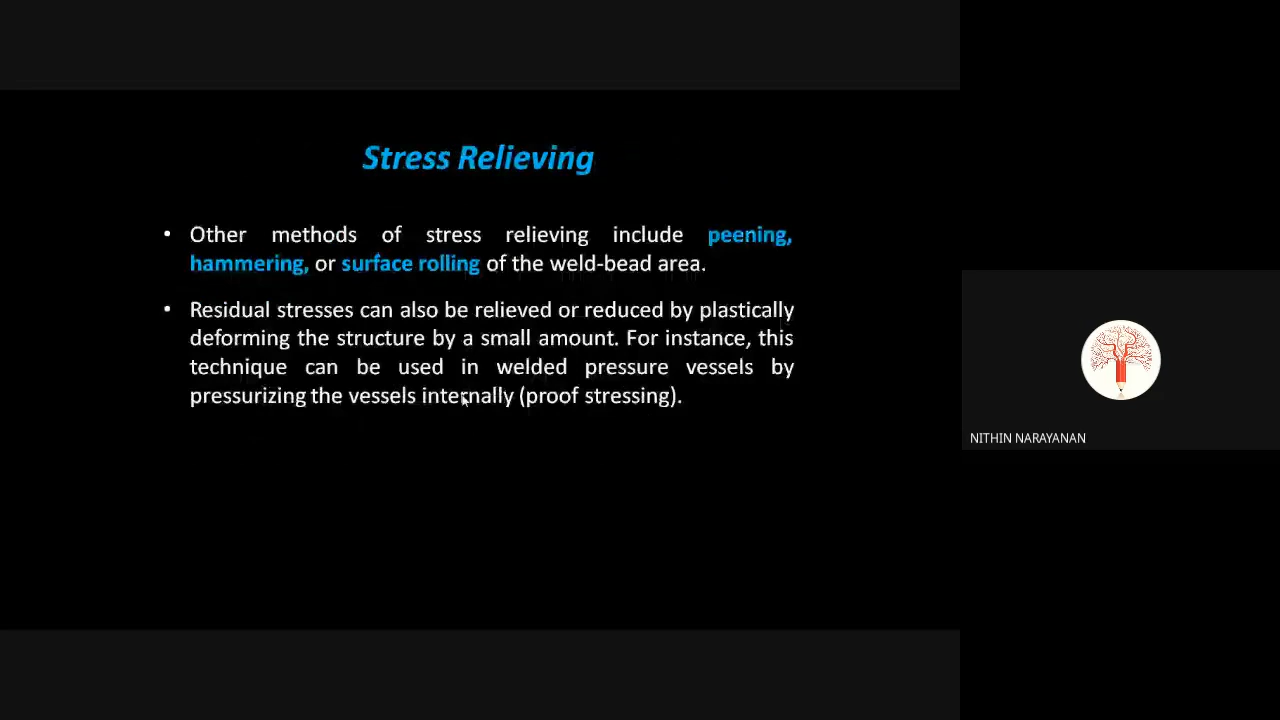 Stress Relieving
• Other methods of stress relieving include peening,
hammering, or surface rolling of the weld-bead area.
• Residual stresses can also be relieved or reduced by plastically
deforming the structure by a small amount. For instance, this
technique can be used in welded pressure vessels by
pressurizing the vessels internally (proof stressing).
NITHIN NARAYANAN